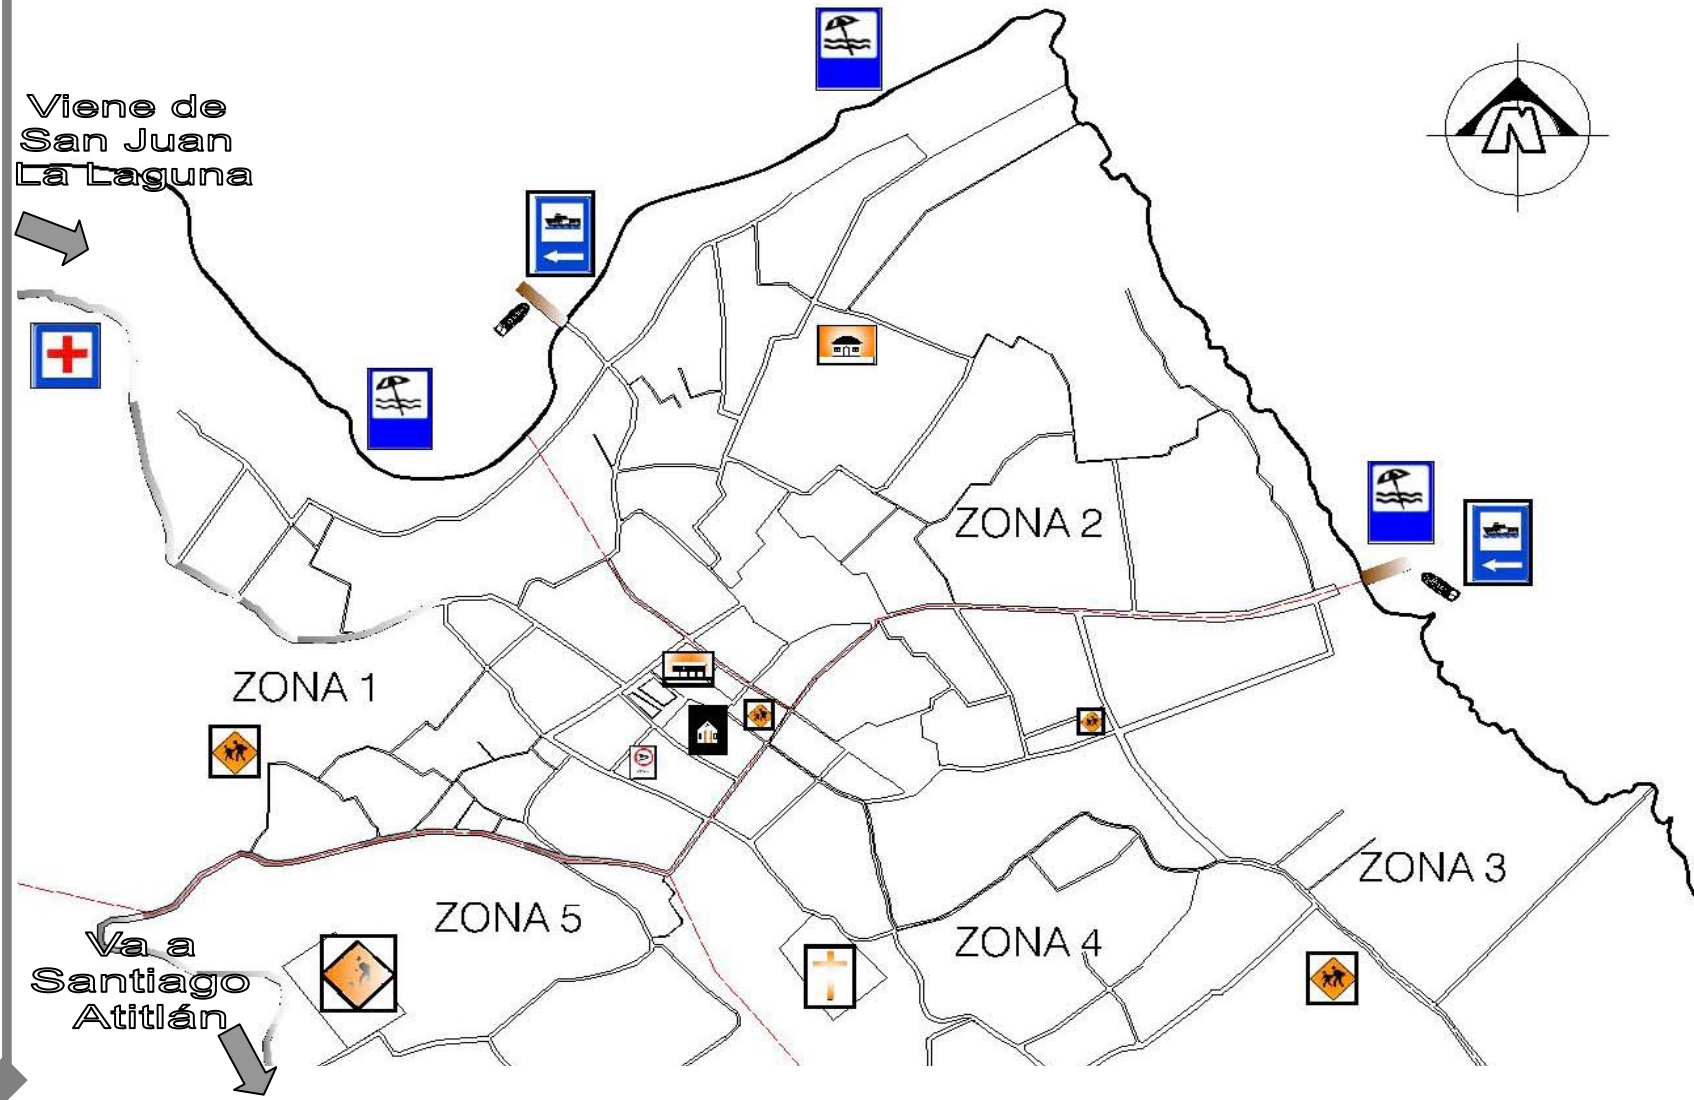 Viene de
San Juan
La Laguna
N
ZONA 2
ZONA 1
ZONA 3
ZONA 5
ZONA 4
Va a
Santiago
Atitlán